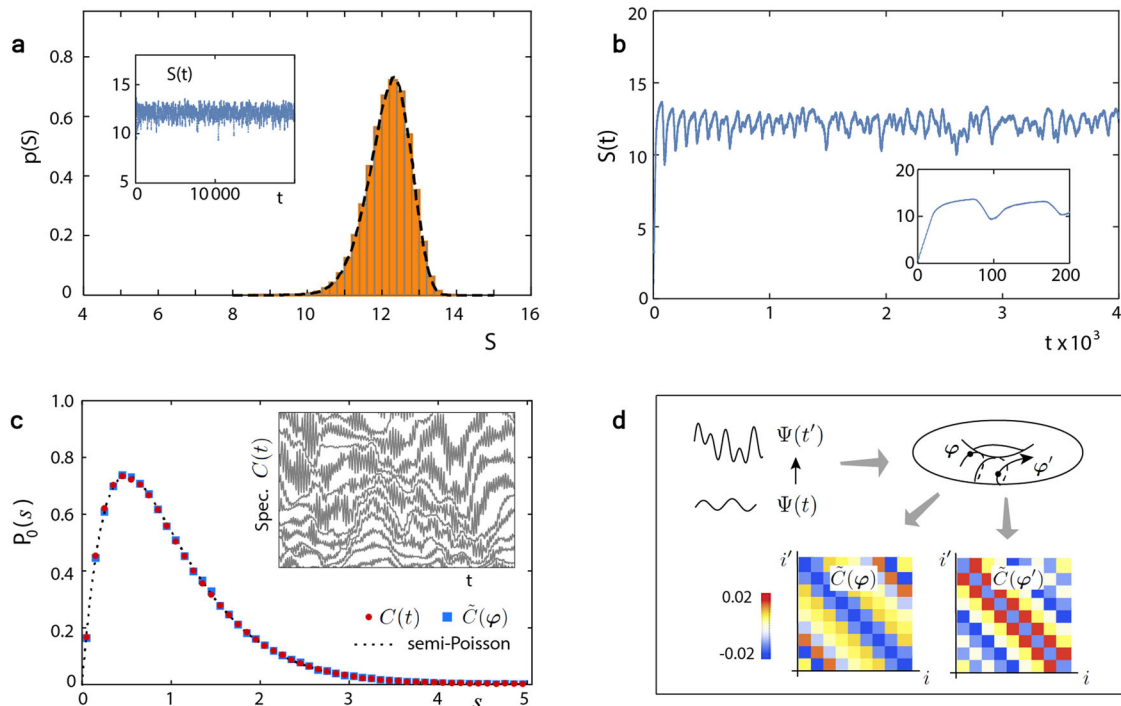 a
0.8
0.6
0.4
0.2
0
p(S)
S(t)
15
10
5
0
10 000
t
4
6
8
10
12
14
16
S
b
20
15
10
5
0
S(t)
20
10
0
0
100
200
0
1
2
3
4
t x 10³
c
1.0
0.8
0.6
0.4
0.2
0
P₀(s)
Spec. C(t)
t
C(t)
C̃(φ)
semi-Poisson
0
1
2
3
4
5
s
d
Ψ(t′)
Ψ(t)
φ
φ′
0.02
-0.02
i′
C̃(φ)
i
i′
C̃(φ′)
i